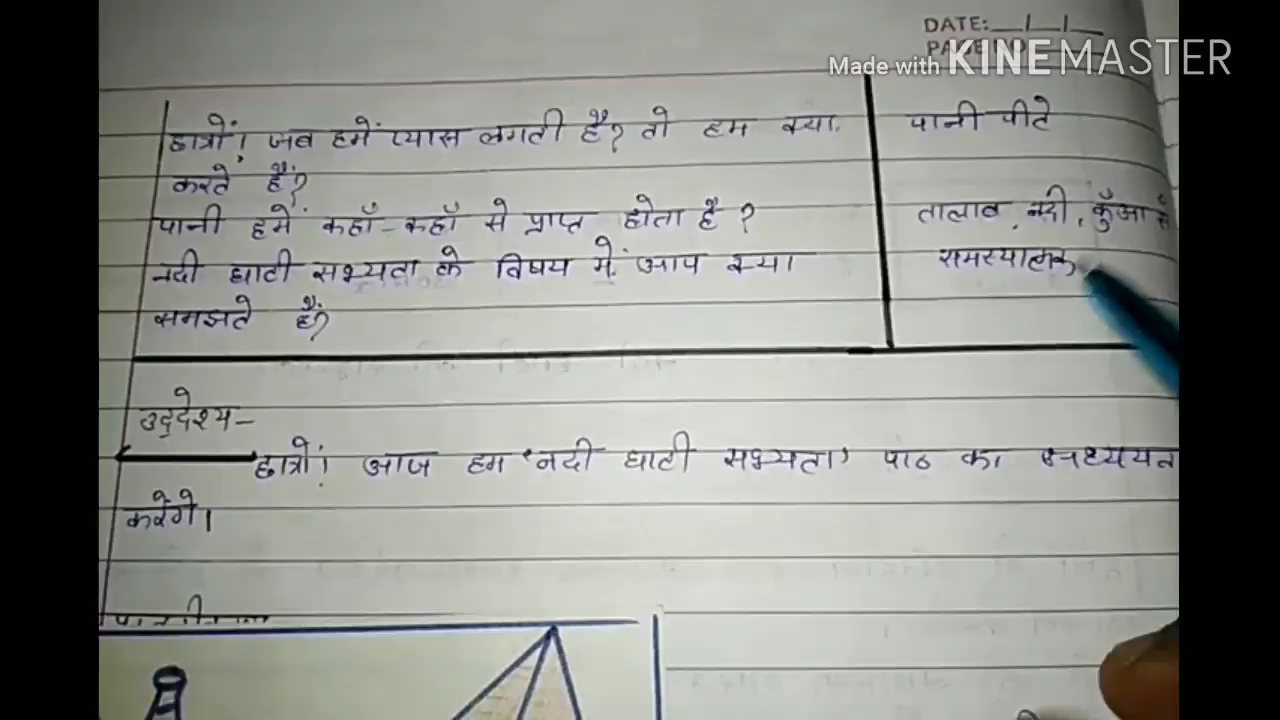 DATE:
Made with KINEMASTER
छात्रों! जब हमें प्यास लगती है? तो हम क्या
पानी पीते
करते हैं?
पानी हमें कहाँ-कहाँ से प्राप्त होता है?
तालाब, नदी, कुँआ से
नदी घाटी सभ्यता के विषय में आप क्या
समस्यात्मक
समझते हैं?
उद्देश्य-
छात्रों! आज हम 'नदी घाटी सभ्यता' पाठ का अध्ययन
करेंगे।